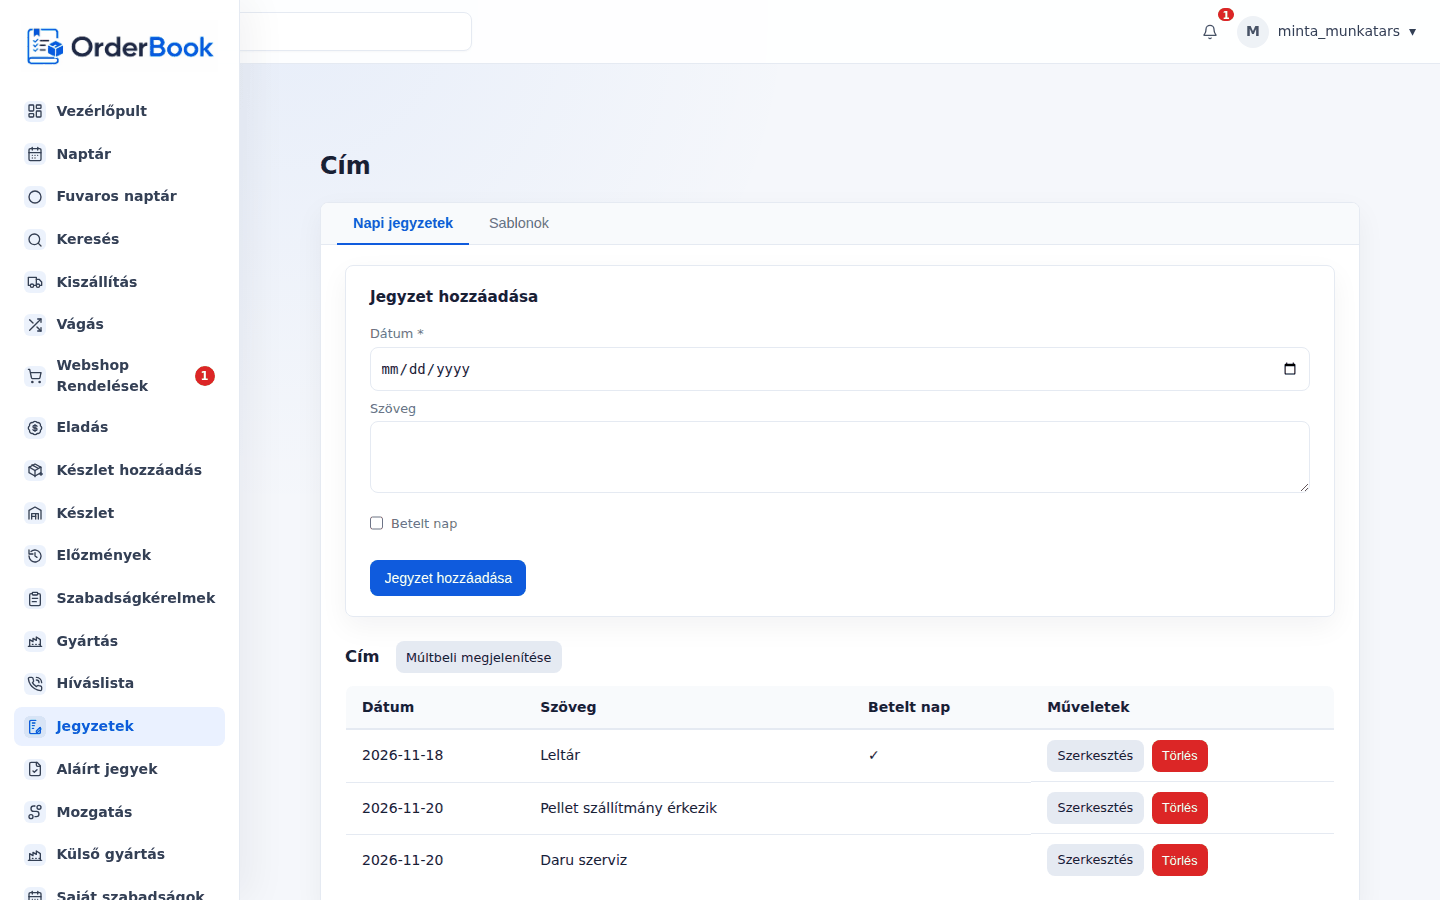 OrderBook
1
M
minta_munkatars ▼
Vezérlőpult
Naptár
Fuvaros naptár
Keresés
Kiszállítás
Vágás
Webshop
Rendelések
1
Eladás
Készlet hozzáadás
Készlet
Előzmények
Szabadságkérelmek
Gyártás
Híváslista
Jegyzetek
Aláírt jegyek
Mozgatás
Külső gyártás
Saját szabadságok
Cím
Napi jegyzetek
Sablonok
Jegyzet hozzáadása
Dátum *
mm/dd/yyyy
Szöveg
Betelt nap
Jegyzet hozzáadása
Cím
Múltbeli megjelenítése
Dátum Szöveg Betelt nap Műveletek
2026-11-18 Leltár ✓ Szerkesztés Törlés
2026-11-20 Pellet szállítmány érkezik Szerkesztés Törlés
2026-11-20 Daru szerviz Szerkesztés Törlés